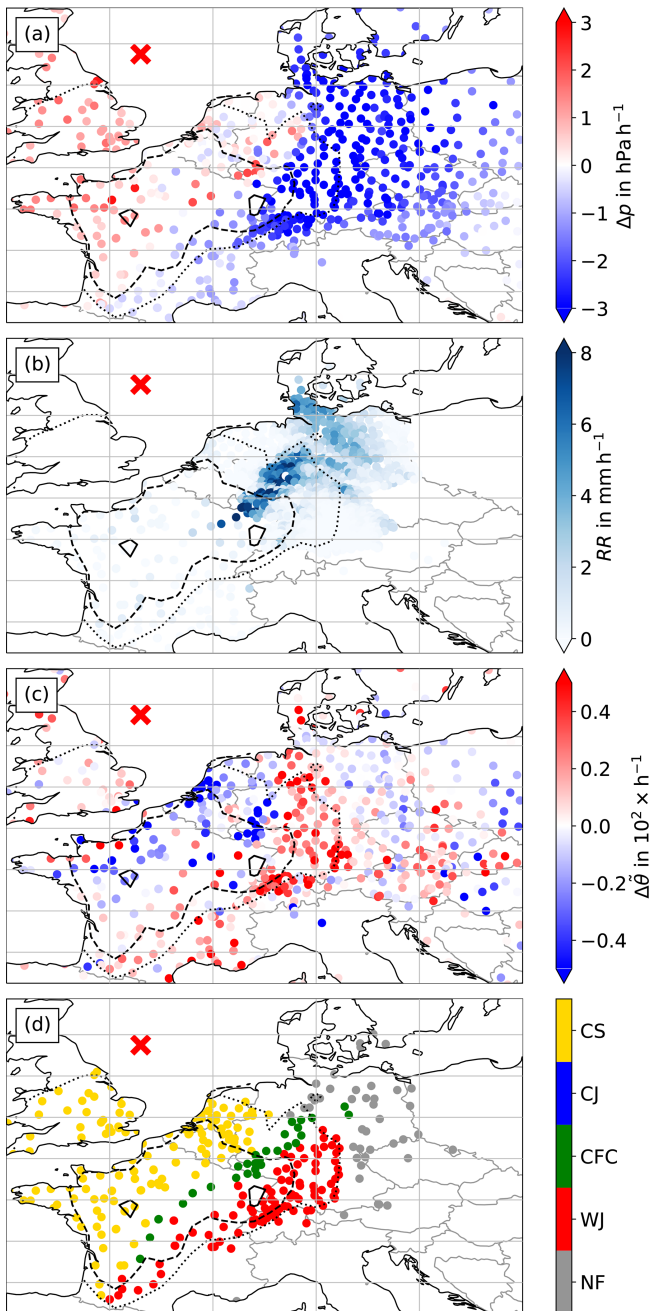 (a)
3
2
1
0
−1
−2
−3
Δp in hPa h⁻¹
(b)
8
6
4
2
0
RR in mm h⁻¹
(c)
0.4
0.2
0.0
−0.2
−0.4
Δθ̇̂ in 10² × h⁻¹
(d)
CS
CJ
CFC
WJ
NF